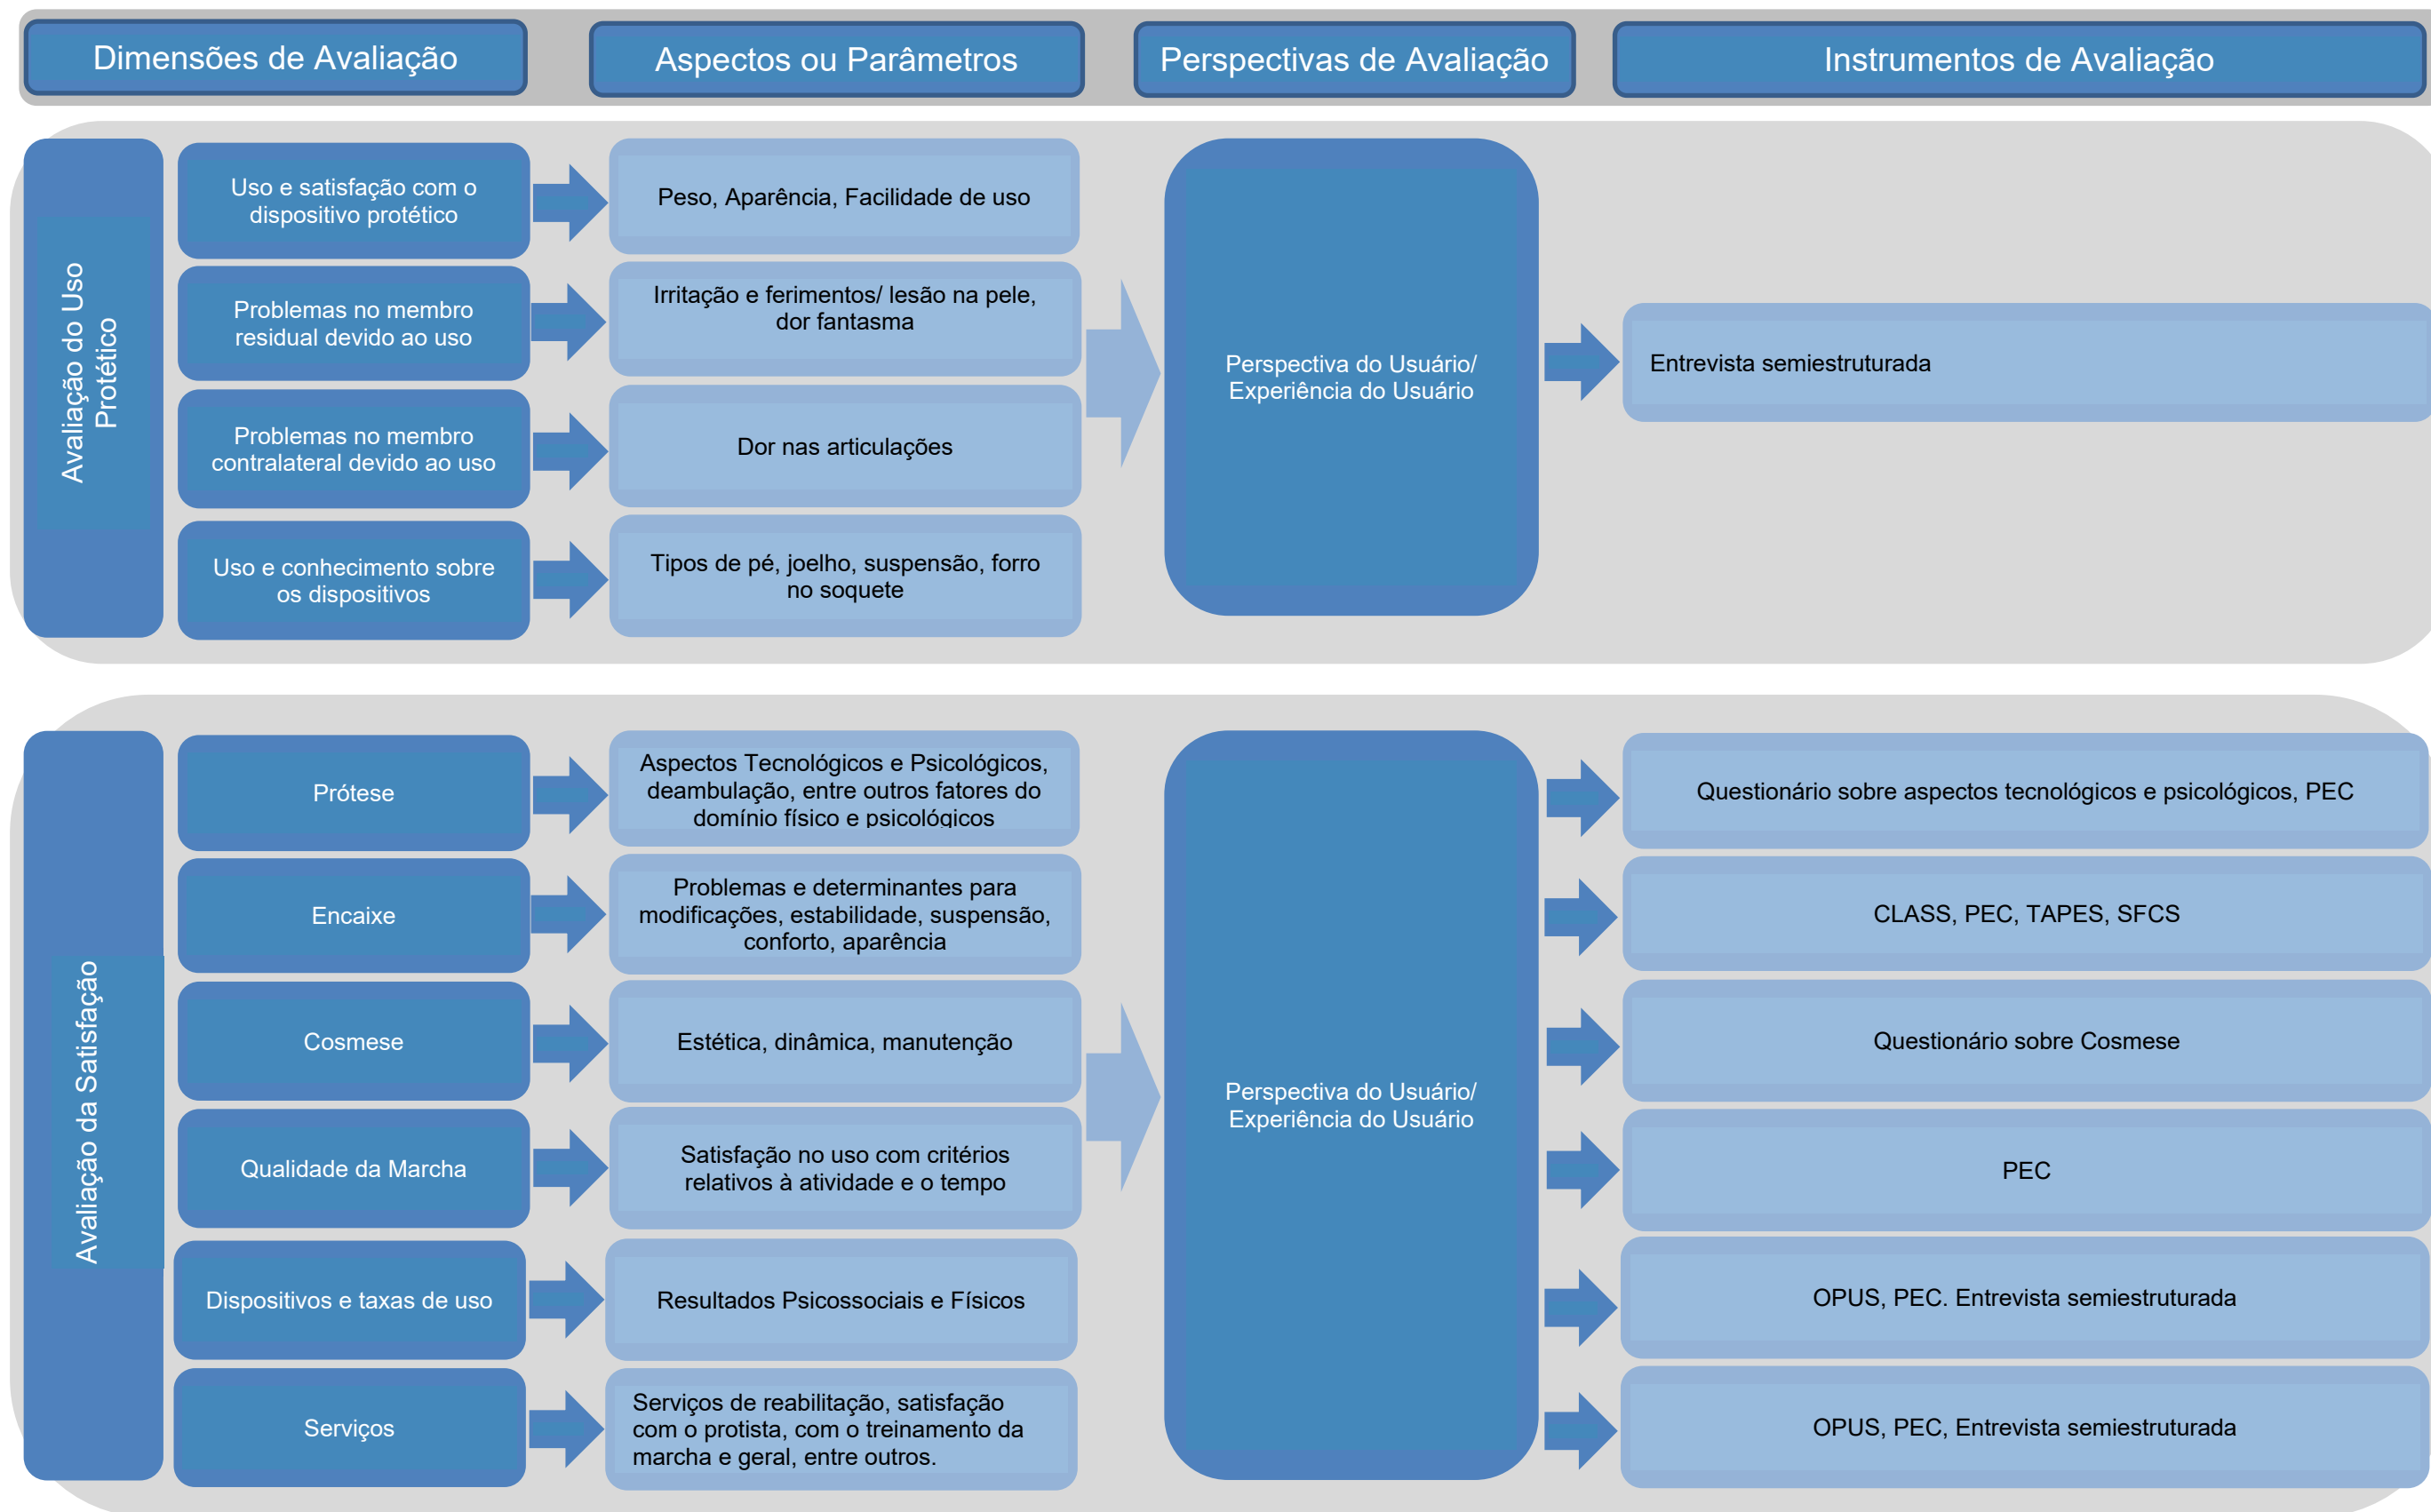 Dimensões de Avaliação
Aspectos ou Parâmetros
Perspectivas de Avaliação
Instrumentos de Avaliação
Avaliação do Uso
Protético
Uso e satisfação com o
dispositivo protético
Peso, Aparência, Facilidade de uso
Problemas no membro
residual devido ao uso
Irritação e ferimentos/ lesão na pele,
dor fantasma
Problemas no membro
contralateral devido ao uso
Dor nas articulações
Uso e conhecimento sobre
os dispositivos
Tipos de pé, joelho, suspensão, forro
no soquete
Perspectiva do Usuário/
Experiência do Usuário
Entrevista semiestruturada
Avaliação da Satisfação
Prótese
Aspectos Tecnológicos e Psicológicos,
deambulação, entre outros fatores do
domínio físico e psicológicos
Encaixe
Problemas e determinantes para
modificações, estabilidade, suspensão,
conforto, aparência
Cosmese
Estética, dinâmica, manutenção
Qualidade da Marcha
Satisfação no uso com critérios
relativos à atividade e o tempo
Dispositivos e taxas de uso
Resultados Psicossociais e Físicos
Serviços
Serviços de reabilitação, satisfação
com o protista, com o treinamento da
marcha e geral, entre outros.
Perspectiva do Usuário/
Experiência do Usuário
Questionário sobre aspectos tecnológicos e psicológicos, PEC
CLASS, PEC, TAPES, SFCS
Questionário sobre Cosmese
PEC
OPUS, PEC. Entrevista semiestruturada
OPUS, PEC, Entrevista semiestruturada